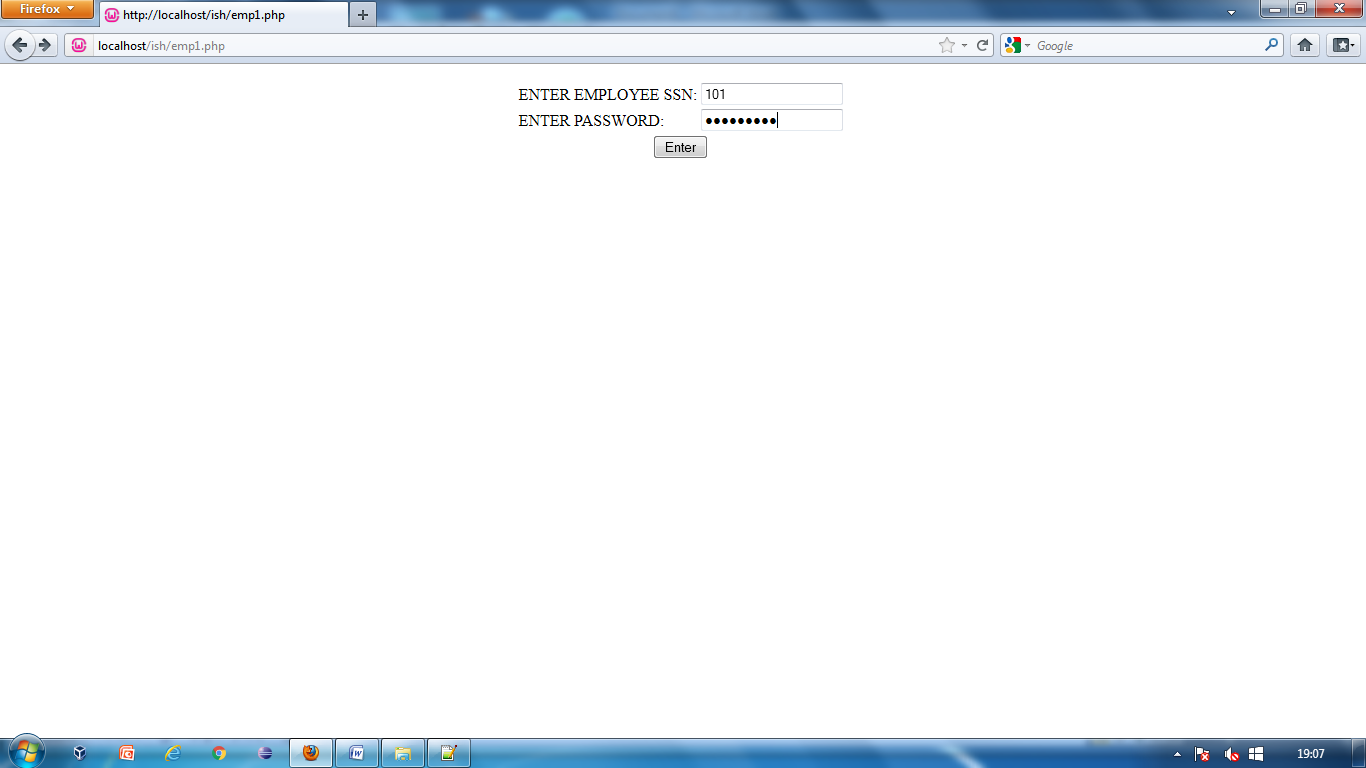 Firefox
http://localhost/ish/emp1.php
localhost/ish/emp1.php
Google
ENTER EMPLOYEE SSN: 101
ENTER PASSWORD: •••••••••
Enter
19:07